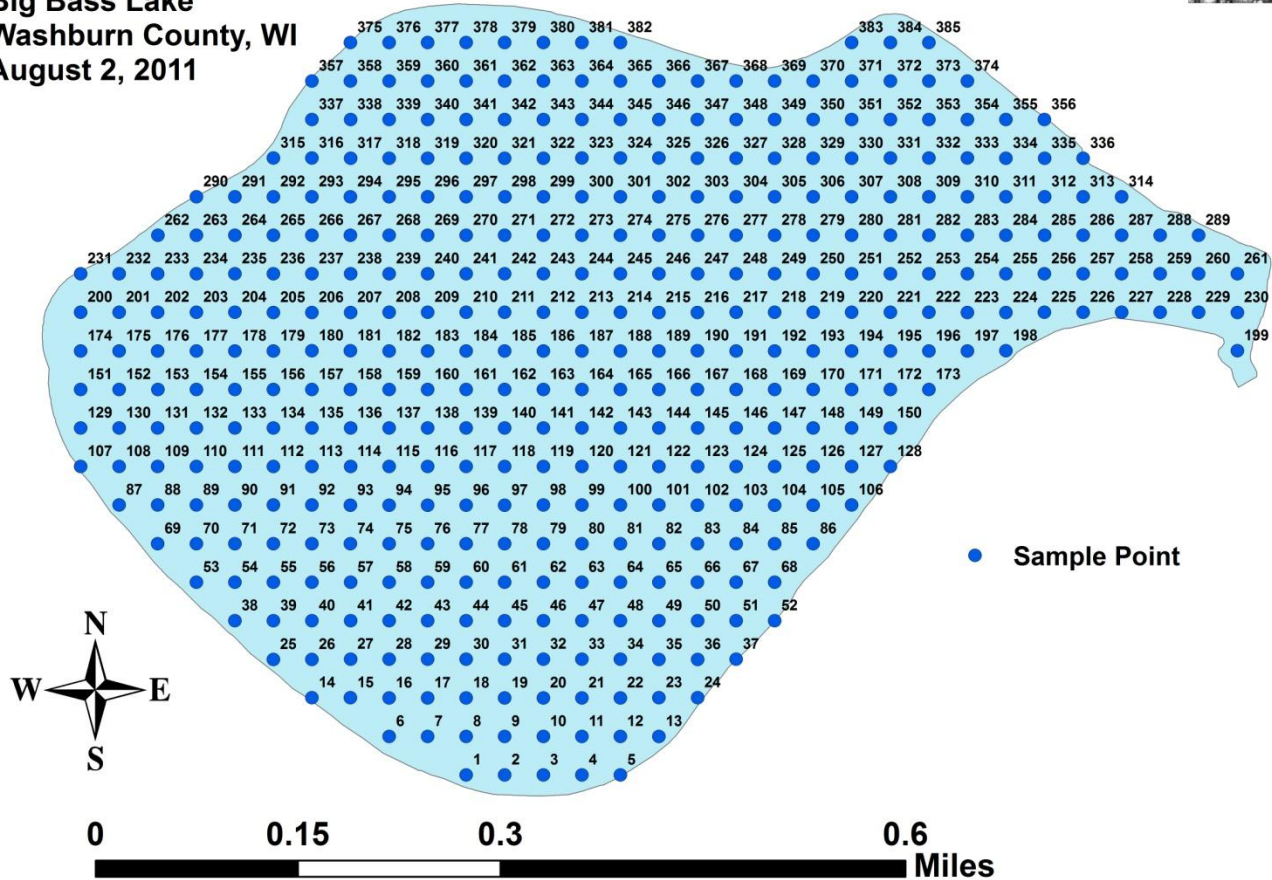 Big Bass Lake
Washburn County, WI
August 2, 2011
375 376 377 378 379 380 381 382 383 384 385
357 358 359 360 361 362 363 364 365 366 367 368 369 370 371 372 373 374
337 338 339 340 341 342 343 344 345 346 347 348 349 350 351 352 353 354 355 356
315 316 317 318 319 320 321 322 323 324 325 326 327 328 329 330 331 332 333 334 335 336
290 291 292 293 294 295 296 297 298 299 300 301 302 303 304 305 306 307 308 309 310 311 312 313 314
262 263 264 265 266 267 268 269 270 271 272 273 274 275 276 277 278 279 280 281 282 283 284 285 286 287 288 289
231 232 233 234 235 236 237 238 239 240 241 242 243 244 245 246 247 248 249 250 251 252 253 254 255 256 257 258 259 260 261
200 201 202 203 204 205 206 207 208 209 210 211 212 213 214 215 216 217 218 219 220 221 222 223 224 225 226 227 228 229 230
174 175 176 177 178 179 180 181 182 183 184 185 186 187 188 189 190 191 192 193 194 195 196 197 198 199
151 152 153 154 155 156 157 158 159 160 161 162 163 164 165 166 167 168 169 170 171 172 173
129 130 131 132 133 134 135 136 137 138 139 140 141 142 143 144 145 146 147 148 149 150
107 108 109 110 111 112 113 114 115 116 117 118 119 120 121 122 123 124 125 126 127 128
87 88 89 90 91 92 93 94 95 96 97 98 99 100 101 102 103 104 105 106
69 70 71 72 73 74 75 76 77 78 79 80 81 82 83 84 85 86
Sample Point
53 54 55 56 57 58 59 60 61 62 63 64 65 66 67 68
38 39 40 41 42 43 44 45 46 47 48 49 50 51 52
25 26 27 28 29 30 31 32 33 34 35 36 37
14 15 16 17 18 19 20 21 22 23 24
6 7 8 9 10 11 12 13
1 2 3 4 5
N
W E
S
0 0.15 0.3 0.6
Miles